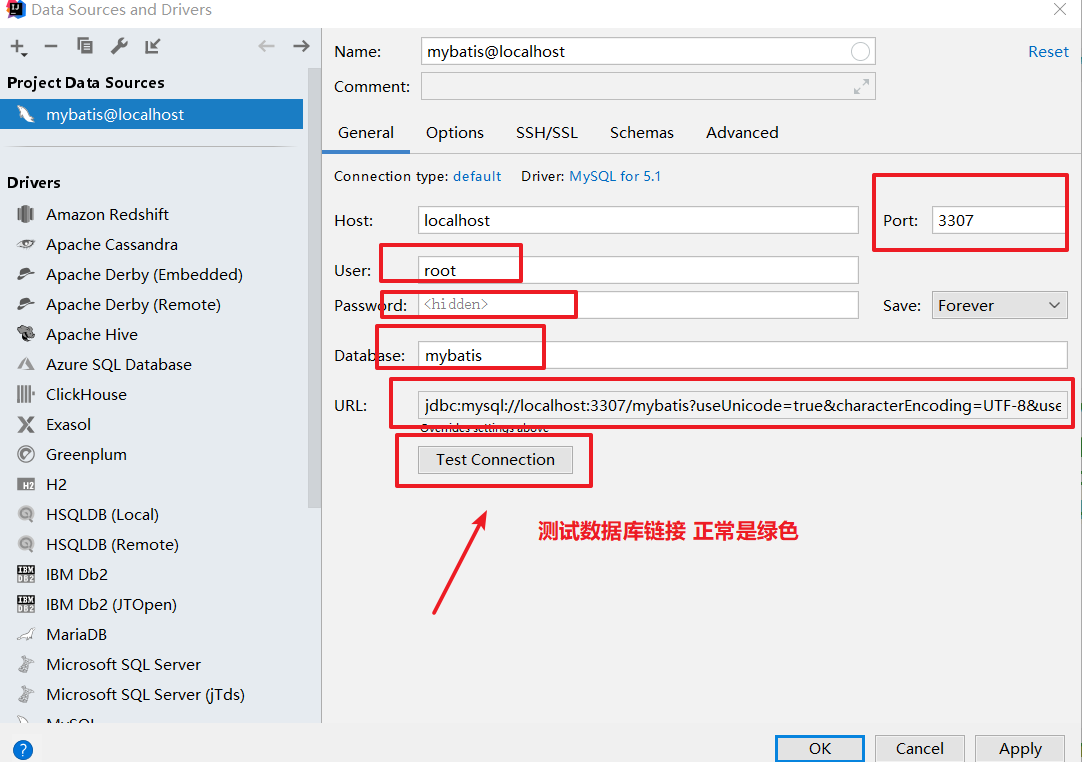 Data Sources and Drivers
Project Data Sources
mybatis@localhost
Drivers
Amazon Redshift
Apache Cassandra
Apache Derby (Embedded)
Apache Derby (Remote)
Apache Hive
Azure SQL Database
ClickHouse
Exasol
Greenplum
H2
HSQLDB (Local)
HSQLDB (Remote)
IBM Db2
IBM Db2 (JTOpen)
MariaDB
Microsoft SQL Server
Microsoft SQL Server (jTds)
MySQL
Name: mybatis@localhost Reset
Comment:
General Options SSH/SSL Schemas Advanced
Connection type: default Driver: MySQL for 5.1
Host: localhost Port: 3307
User: root
Password: <hidden> Save: Forever
Database: mybatis
URL: jdbc:mysql://localhost:3307/mybatis?useUnicode=true&characterEncoding=UTF-8&use
Overrides settings above
Test Connection
测试数据库链接 正常是绿色
? OK Cancel Apply